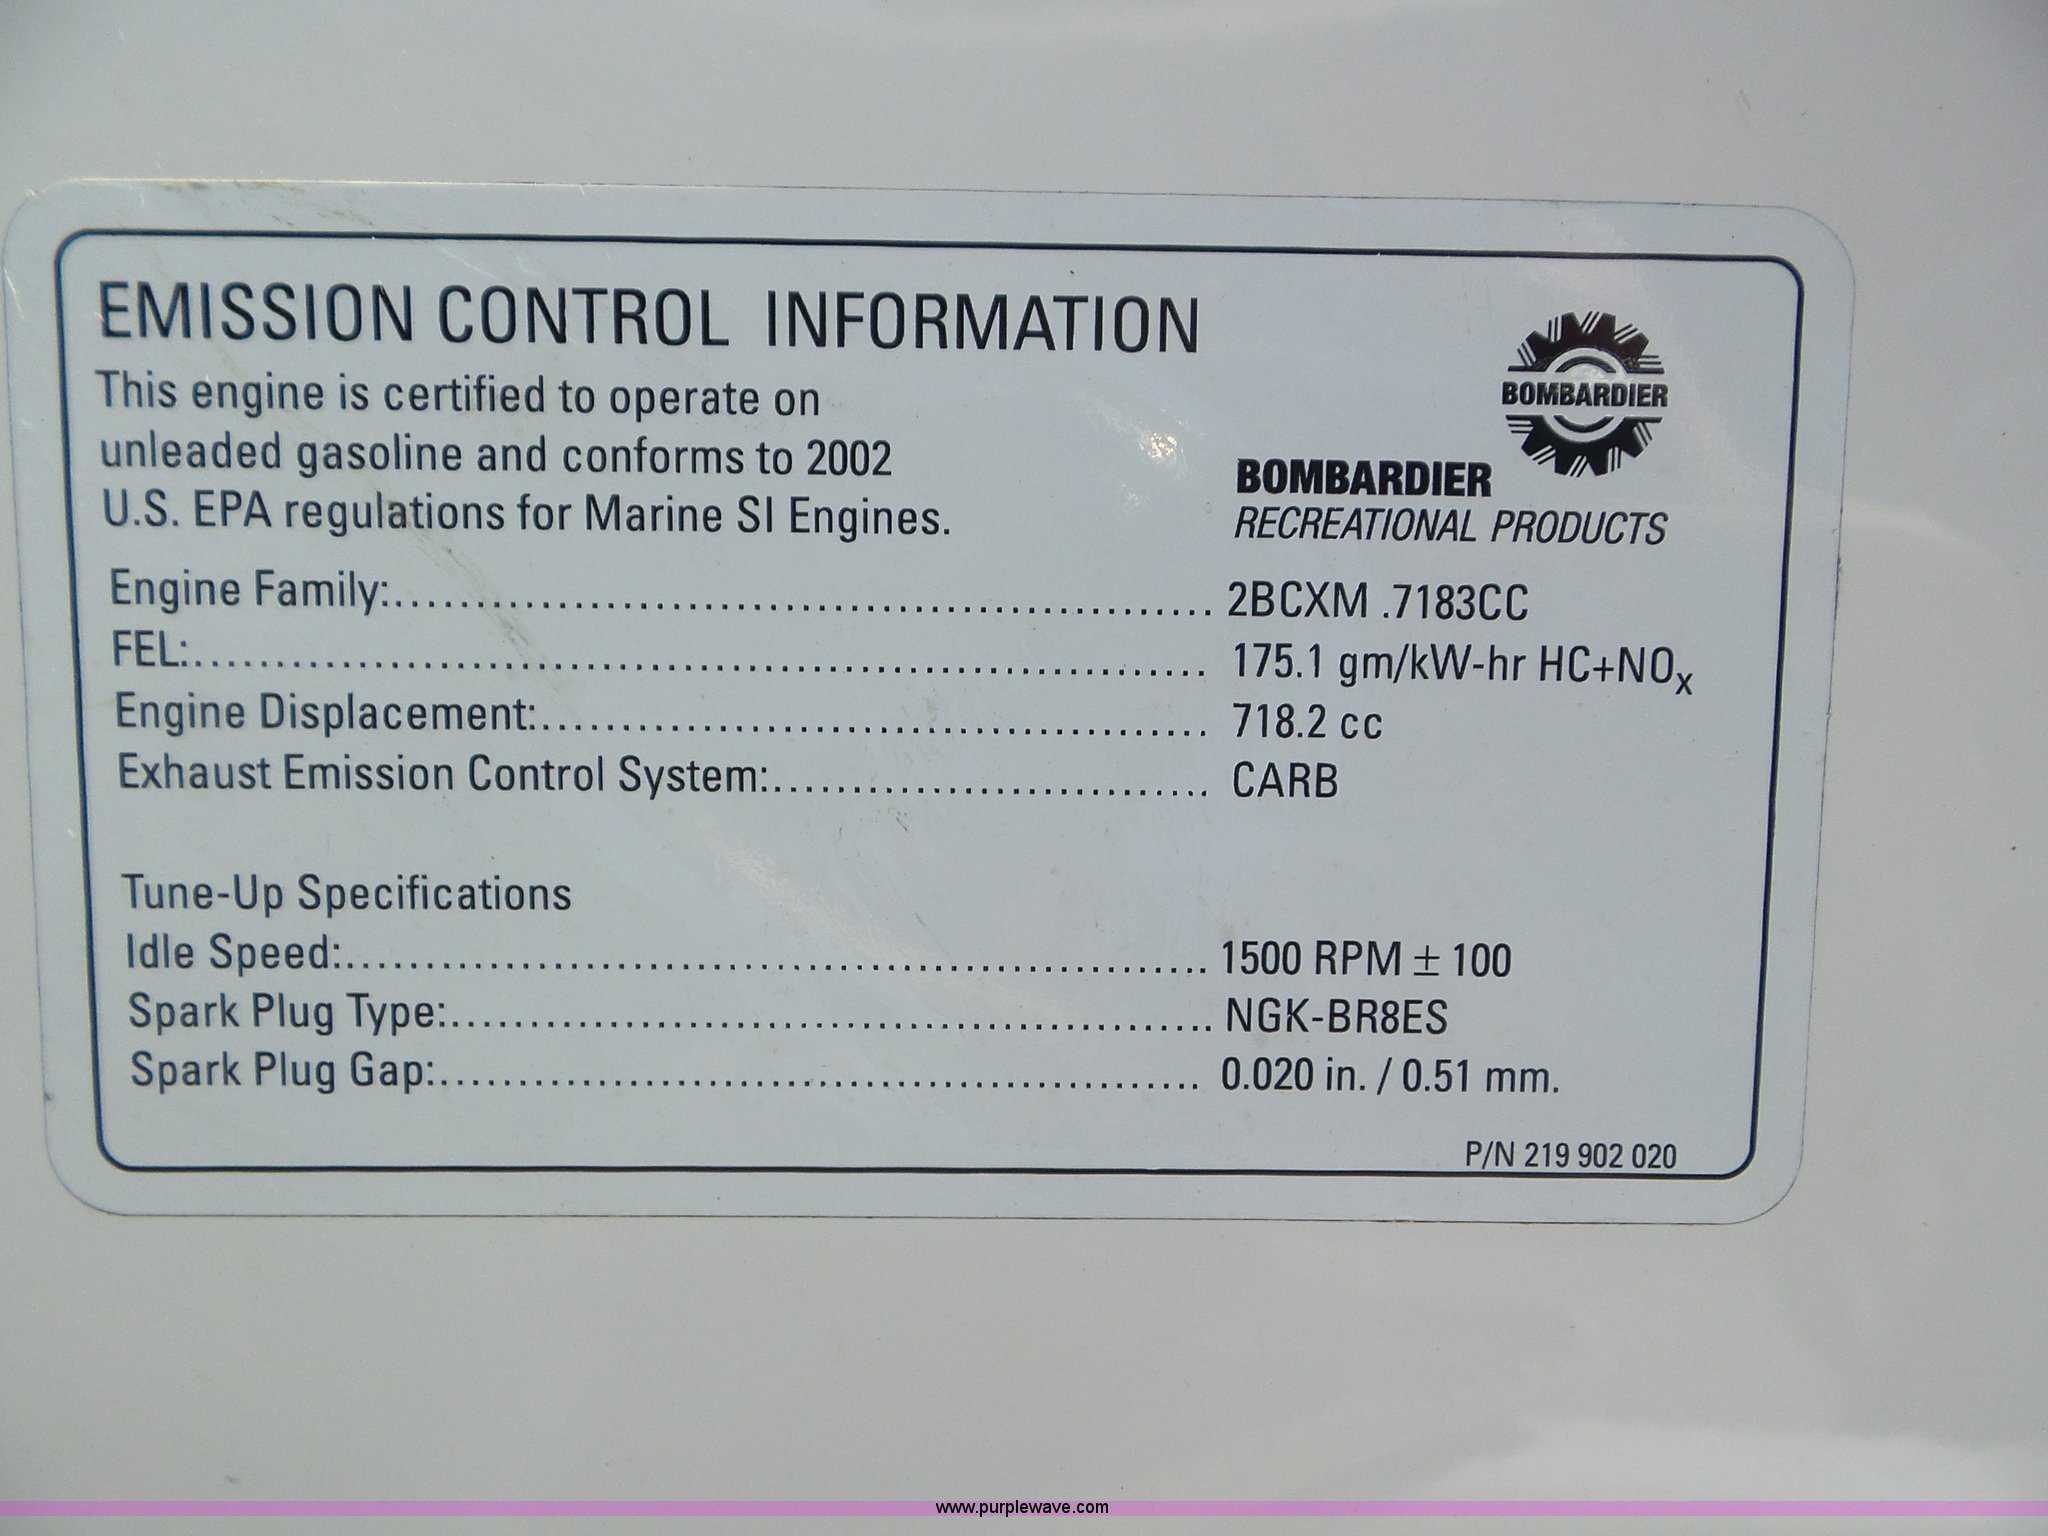 EMISSION CONTROL INFORMATION
This engine is certified to operate on
unleaded gasoline and conforms to 2002
U.S. EPA regulations for Marine SI Engines.
BOMBARDIER
BOMBARDIER
RECREATIONAL PRODUCTS
Engine Family:.................................................... 2BCXM .7183CC
FEL:................................................................ 175.1 gm/kW-hr HC+NOx
Engine Displacement:.......................................... 718.2 cc
Exhaust Emission Control System:............................ CARB
Tune-Up Specifications
Idle Speed:....................................................... 1500 RPM ± 100
Spark Plug Type:................................................. NGK-BR8ES
Spark Plug Gap:................................................. 0.020 in. / 0.51 mm.
P/N 219 902 020
www.purplewave.com